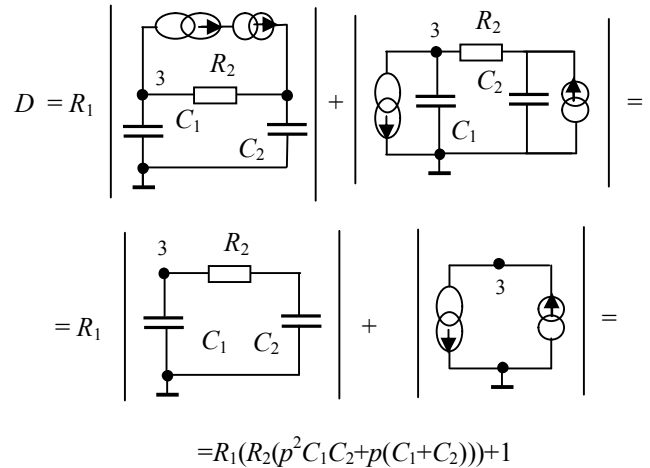 R₂
3
D = R₁ C₁ C₂ +
3 R₂
C₂
C₁ =
3 R₂
= R₁ C₁ C₂ + 3 =
=R₁(R₂(p²C₁C₂+p(C₁+C₂)))+1